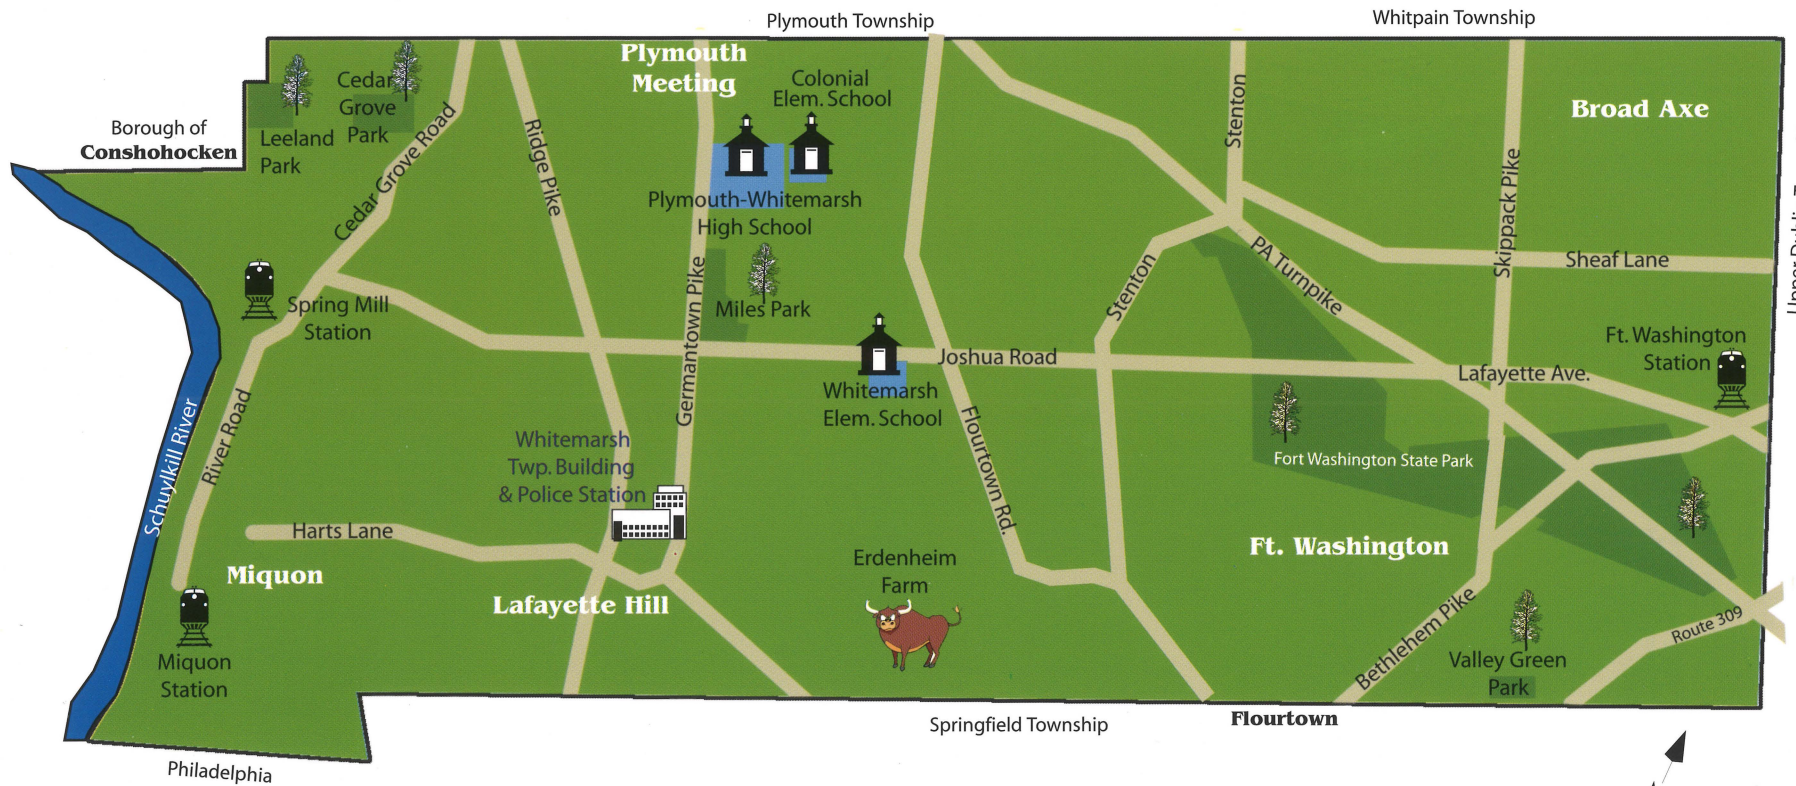 Plymouth Township
Whitpain Township
Plymouth
Meeting
Cedar
Grove
Park
Colonial
Elem. School
Broad Axe
Borough of
Conshohocken
Leeland
Park
Cedar Grove Road
Ridge Pike
Stenton
Skippack Pike
Plymouth-Whitemarsh
High School
Germantown Pike
PA Turnpike
Sheaf Lane
Stenton
Spring Mill
Station
Miles Park
Ft. Washington
Station
Joshua Road
Lafayette Ave.
Whitemarsh
Elem. School
River Road
Schuylkill River
Flourtown Rd.
Whitemarsh
Twp. Building
& Police Station
Fort Washington State Park
Harts Lane
Ft. Washington
Miquon
Erdenheim
Farm
Lafayette Hill
Bethlehem Pike
Route 309
Miquon
Station
Valley Green
Park
Springfield Township
Flourtown
Philadelphia